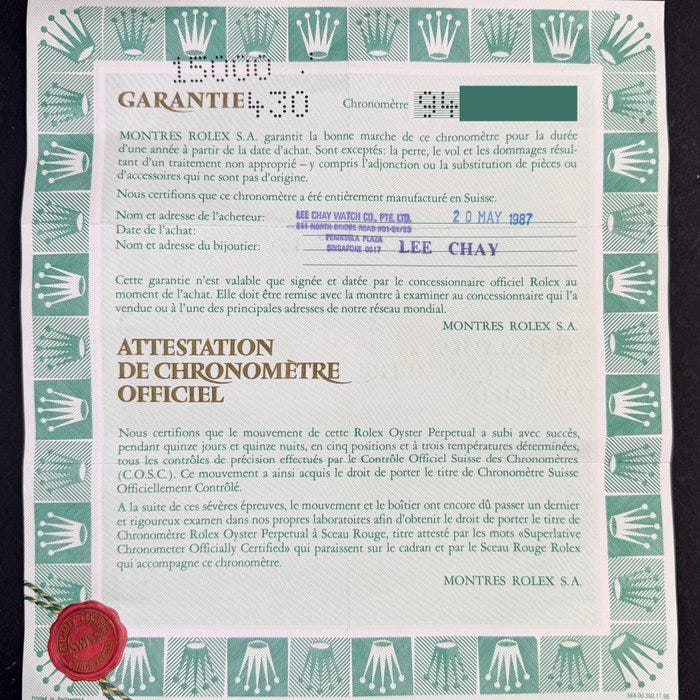 15000
GARANTIE 430 Chronomètre 94
MONTRES ROLEX S.A. garantit la bonne marche de ce chronomètre pour la durée
d'une année à partir de la date d'achat. Sont exceptés: la perte, le vol et les dommages résul-
tant d'un traitement non approprié – y compris l'adjonction ou la substitution de pièces ou
d'accessoires qui ne sont pas d'origine.
Nous certifions que ce chronomètre a été entièrement manufacturé en Suisse.
Nom et adresse de l'acheteur: LEE CHAY WATCH CO., PTE. LTD. 20 MAY 1987
Date de l'achat: NORTH BRIDGE ROAD
PENINSULA PLAZA
Nom et adresse du bijoutier: SINGAPORE 0617 LEE CHAY
Cette garantie n'est valable que signée et datée par le concessionnaire officiel Rolex au
moment de l'achat. Elle doit être remise avec la montre à examiner au concessionnaire qui l'a
vendue ou à l'une des principales adresses de notre réseau mondial.
MONTRES ROLEX S.A.
ATTESTATION
DE CHRONOMÈTRE
OFFICIEL
Nous certifions que le mouvement de cette Rolex Oyster Perpetual a subi avec succès,
pendant quinze jours et quinze nuits, en cinq positions et à trois températures déterminées,
tous les contrôles de précision effectués par le Contrôle Officiel Suisse des Chronomètres
(C.O.S.C.). Ce mouvement a ainsi acquis le droit de porter le titre de Chronomètre Suisse
Officiellement Contrôlé.
A la suite de ces sévères épreuves, le mouvement et le boîtier ont encore dû passer un dernier
et rigoureux examen dans nos propres laboratoires afin d'obtenir le droit de porter le titre de
Chronomètre Rolex Oyster Perpetual à Sceau Rouge, titre attesté par les mots «Superlative
Chronometer Officially Certified» qui paraissent sur le cadran et par le Sceau Rouge Rolex
qui accompagne ce chronomètre.
MONTRES ROLEX S.A.
SWISS
Printed in Switzerland
564.00.300.11.86